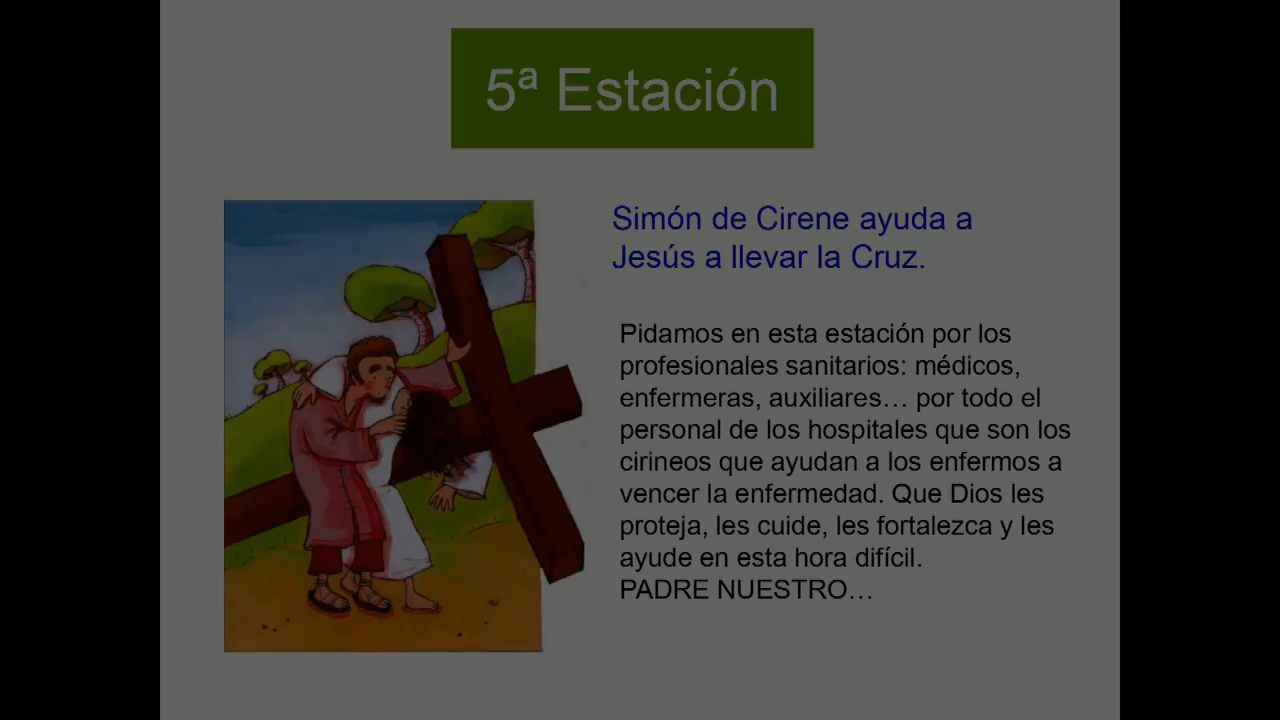 5ª Estación
Simón de Cirene ayuda a
Jesús a llevar la Cruz.
Pidamos en esta estación por los
profesionales sanitarios: médicos,
enfermeras, auxiliares… por todo el
personal de los hospitales que son los
cirineos que ayudan a los enfermos a
vencer la enfermedad. Que Dios les
proteja, les cuide, les fortalezca y les
ayude en esta hora difícil.
PADRE NUESTRO…